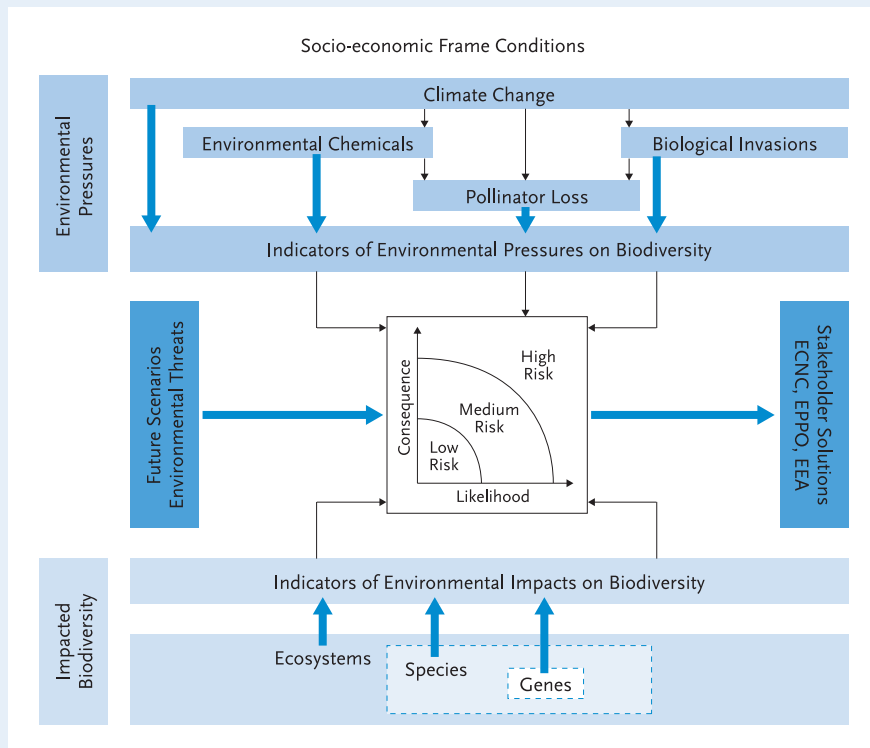 Socio-economic Frame Conditions
Environmental
Pressures
Climate Change
Environmental Chemicals
Biological Invasions
Pollinator Loss
Indicators of Environmental Pressures on Biodiversity
Future Scenarios
Environmental Threats
Consequence
High
Risk
Medium
Risk
Low
Risk
Likelihood
Stakeholder Solutions
ECNC, EPPO, EEA
Impacted
Biodiversity
Indicators of Environmental Impacts on Biodiversity
Ecosystems
Species
Genes